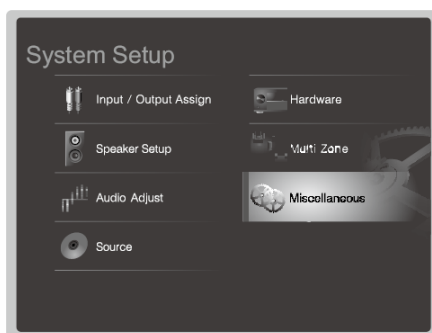 System Setup
Input / Output Assign
Speaker Setup
Audio Adjust
Source
Hardware
Multi Zone
Miscellaneous